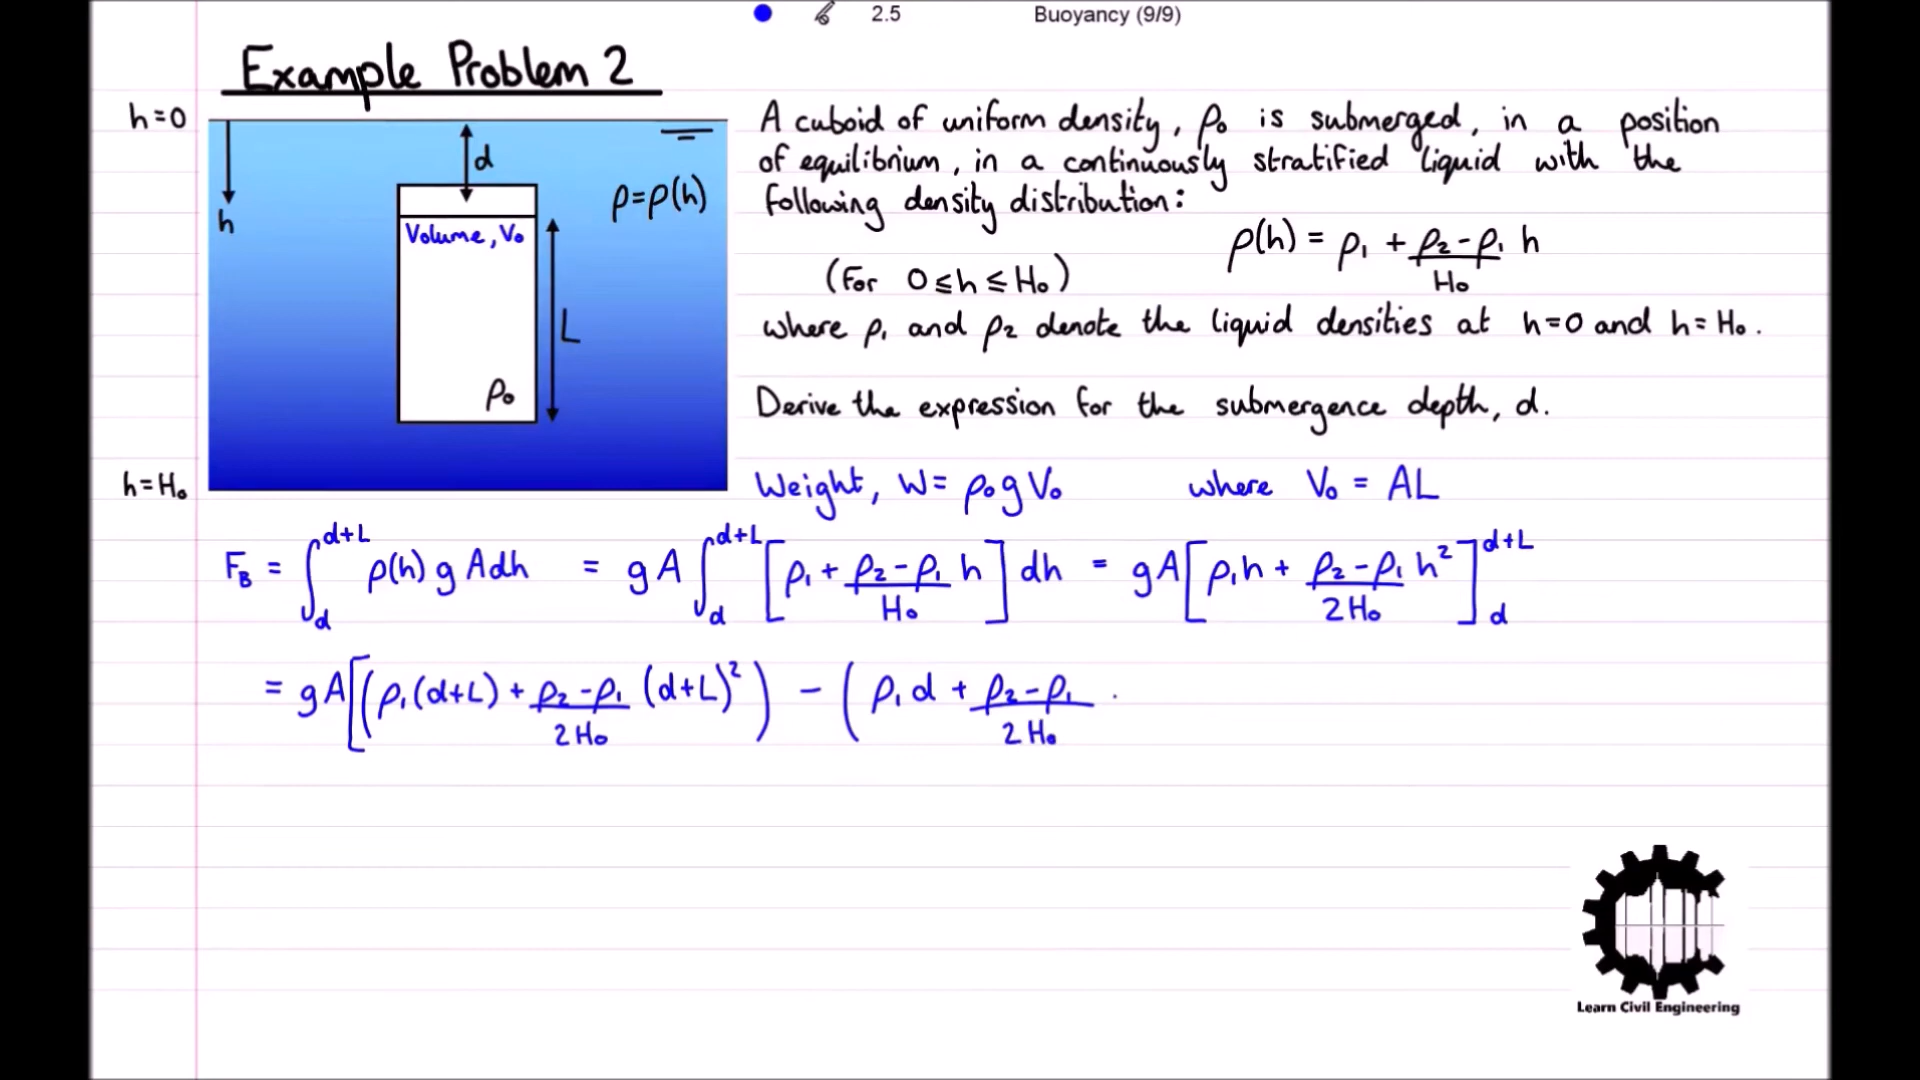 2.5 Buoyancy (9/9)
Example Problem 2
h=0
d
h
ρ=ρ(h)
Volume, V₀
L
ρ₀
h=H₀
A cuboid of uniform density, ρ₀ is submerged, in a position
of equilibrium, in a continuously stratified liquid with the
following density distribution:
ρ(h) = ρ₁ + (ρ₂-ρ₁)/H₀ h
(For 0≤h≤H₀)
where ρ₁ and ρ₂ denote the liquid densities at h=0 and h=H₀.
Derive the expression for the submergence depth, d.
Weight, W= ρ₀gV₀ where V₀ = AL
F_B = ∫_d^{d+L} ρ(h) g A dh = gA ∫_d^{d+L} [ρ₁ + (ρ₂-ρ₁)/H₀ h] dh = gA [ρ₁h + (ρ₂-ρ₁)/2H₀ h²]_d^{d+L}
= gA[(ρ₁(d+L) + (ρ₂-ρ₁)/2H₀ (d+L)²) - (ρ₁d + (ρ₂-ρ₁)/2H₀
Learn Civil Engineering